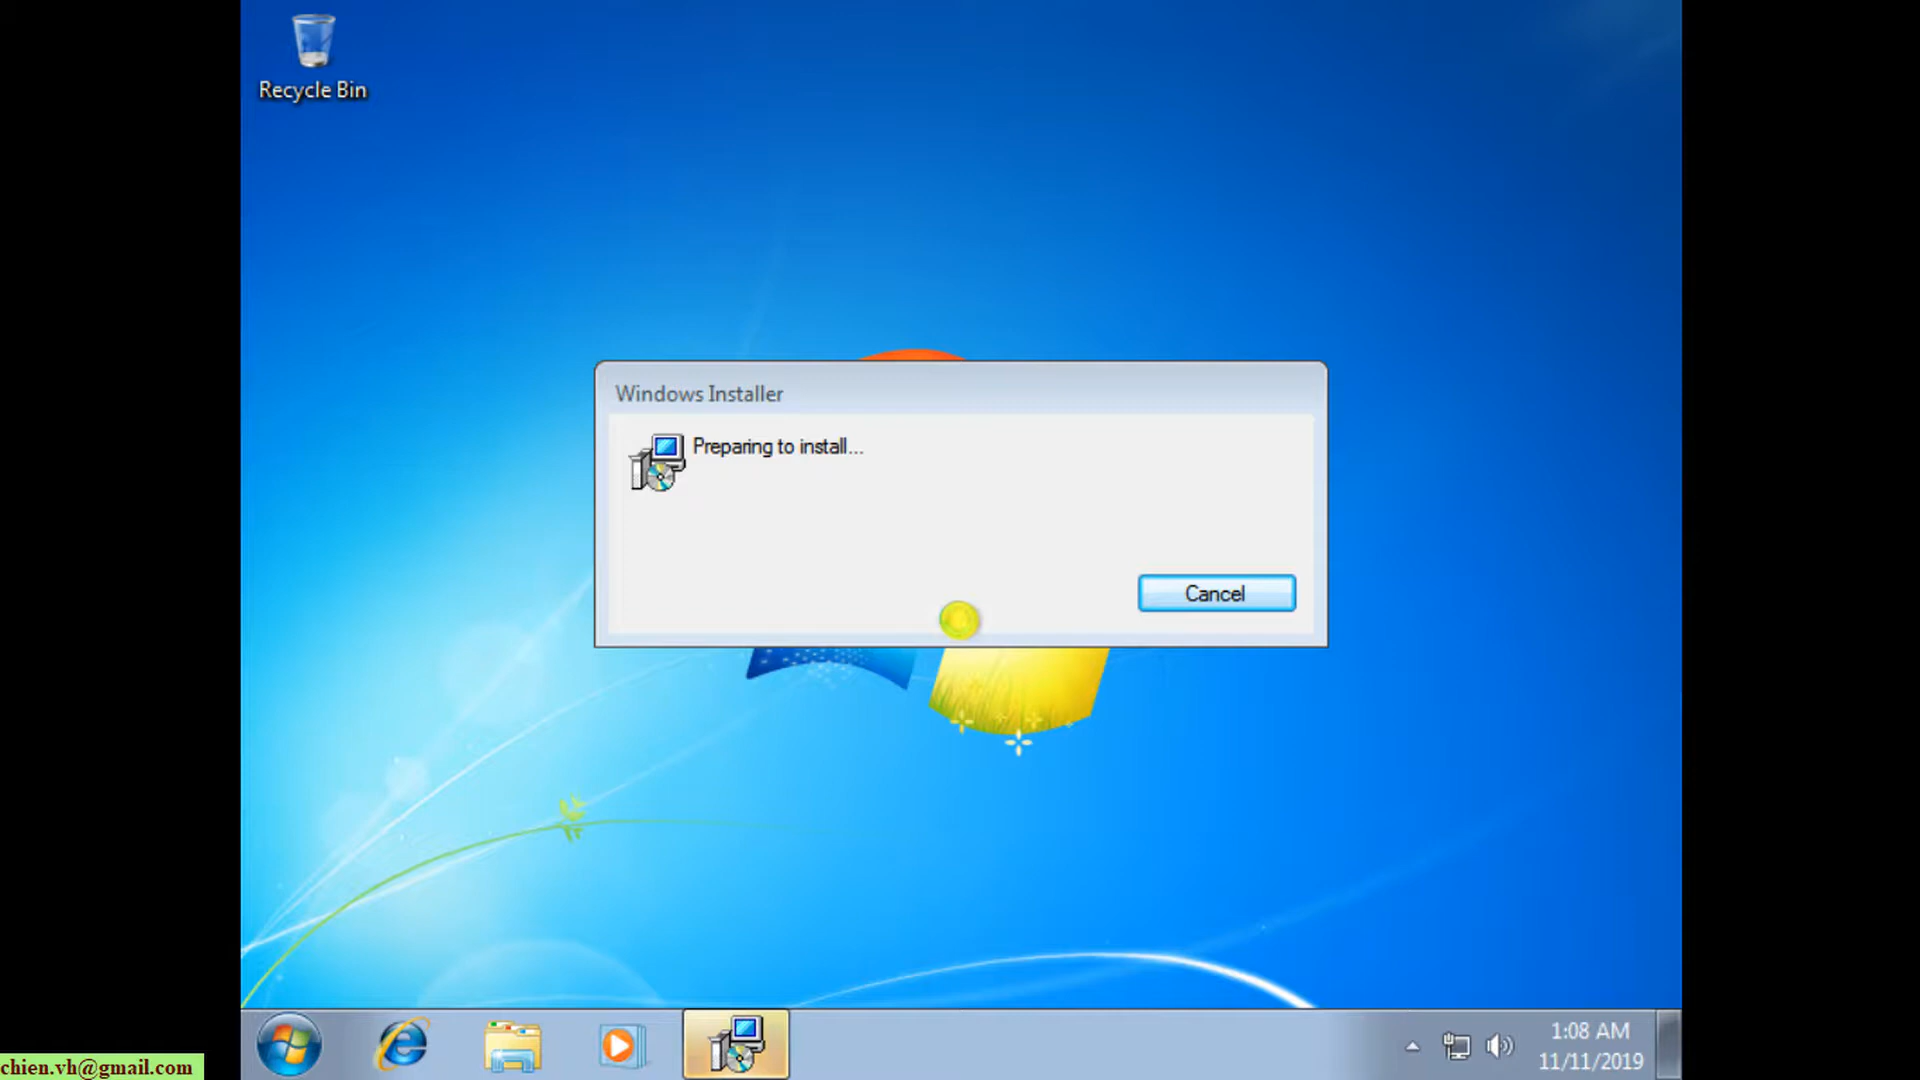 Recycle Bin
Windows Installer
Preparing to install...
Cancel
1:08 AM
11/11/2019
chien.vh@gmail.com